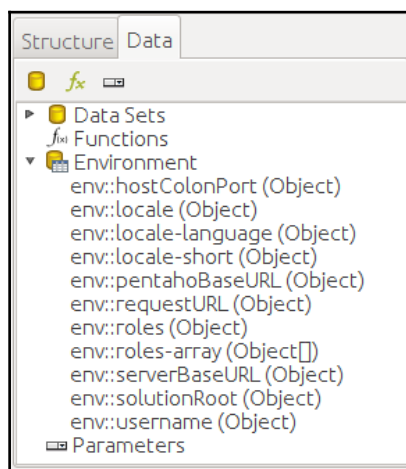 Structure Data
fx
Data Sets
f(x) Functions
Environment
env::hostColonPort (Object)
env::locale (Object)
env::locale-language (Object)
env::locale-short (Object)
env::pentahoBaseURL (Object)
env::requestURL (Object)
env::roles (Object)
env::roles-array (Object[])
env::serverBaseURL (Object)
env::solutionRoot (Object)
env::username (Object)
Parameters